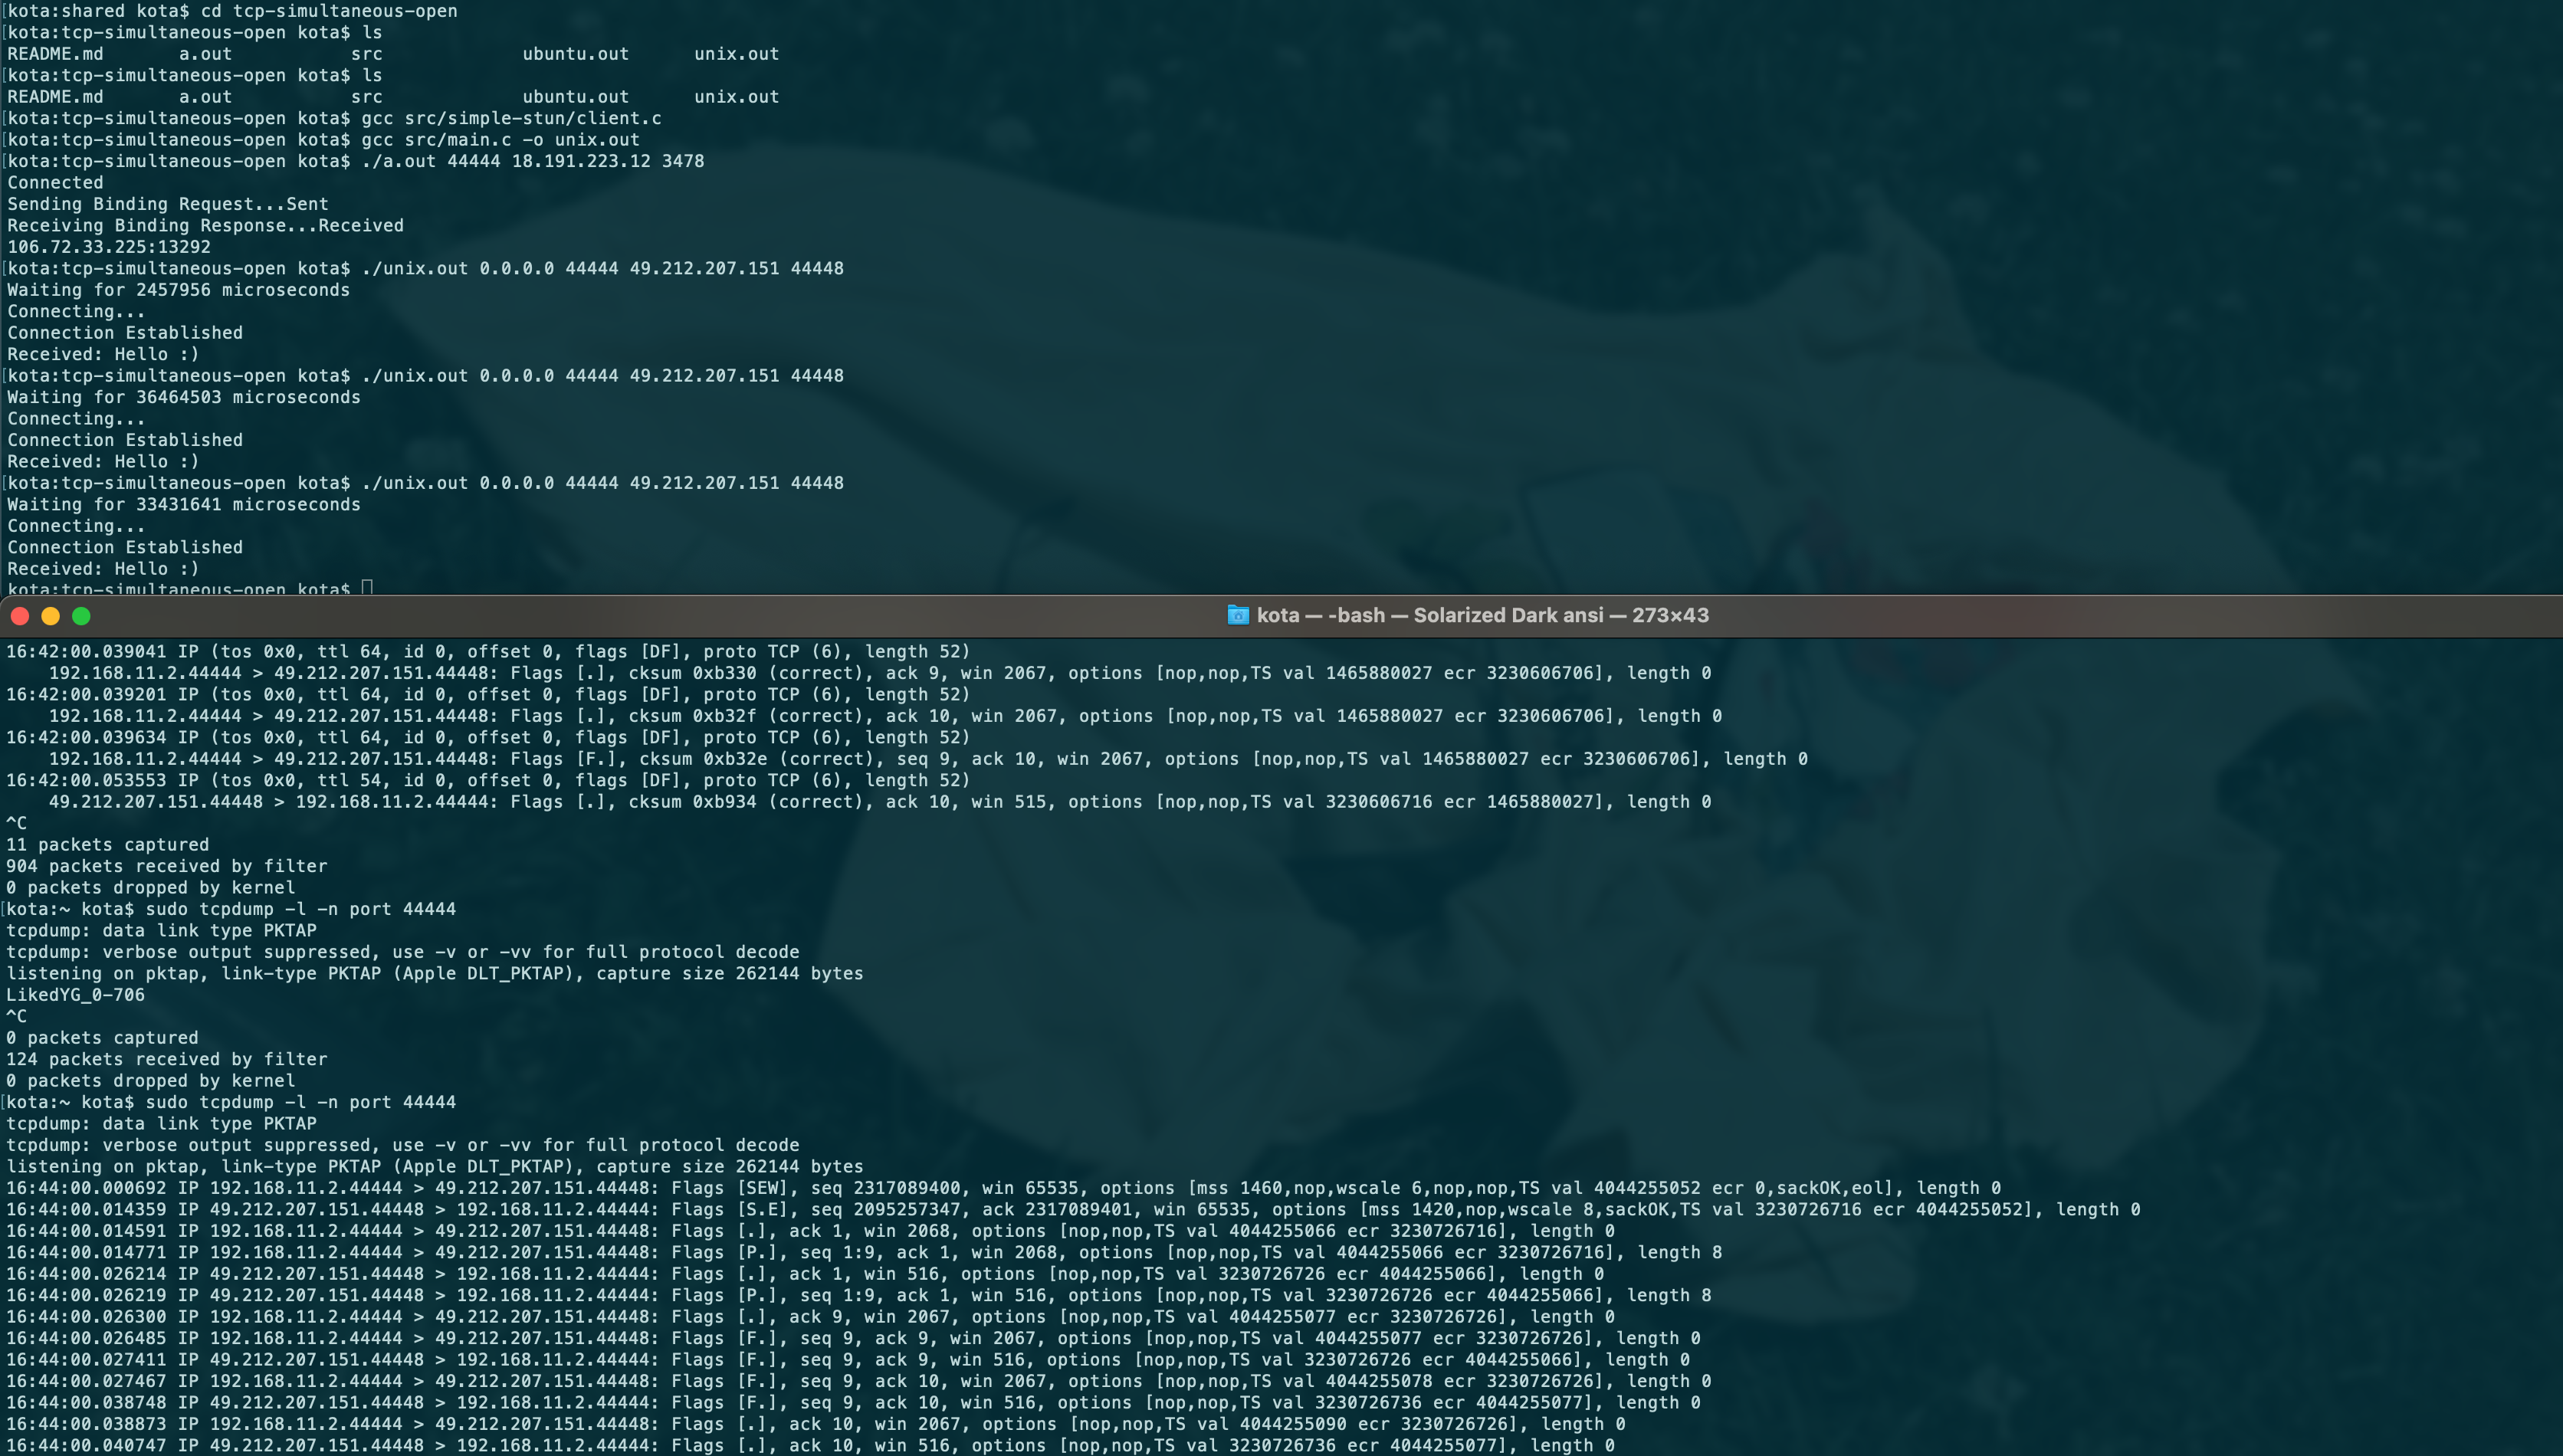 [kota:shared kota$ cd tcp-simultaneous-open
[kota:tcp-simultaneous-open kota$ ls
README.md a.out src ubuntu.out unix.out
[kota:tcp-simultaneous-open kota$ ls
README.md a.out src ubuntu.out unix.out
[kota:tcp-simultaneous-open kota$ gcc src/simple-stun/client.c
[kota:tcp-simultaneous-open kota$ gcc src/main.c -o unix.out
[kota:tcp-simultaneous-open kota$ ./a.out 44444 18.191.223.12 3478
Connected
Sending Binding Request...Sent
Receiving Binding Response...Received
106.72.33.225:13292
[kota:tcp-simultaneous-open kota$ ./unix.out 0.0.0.0 44444 49.212.207.151 44448
Waiting for 2457956 microseconds
Connecting...
Connection Established
Received: Hello :)
[kota:tcp-simultaneous-open kota$ ./unix.out 0.0.0.0 44444 49.212.207.151 44448
Waiting for 36464503 microseconds
Connecting...
Connection Established
Received: Hello :)
[kota:tcp-simultaneous-open kota$ ./unix.out 0.0.0.0 44444 49.212.207.151 44448
Waiting for 33431641 microseconds
Connecting...
Connection Established
Received: Hello :)
kota:tcp-simultaneous-open kota$
kota — -bash — Solarized Dark ansi — 273×43
16:42:00.039041 IP (tos 0x0, ttl 64, id 0, offset 0, flags [DF], proto TCP (6), length 52)
192.168.11.2.44444 > 49.212.207.151.44448: Flags [.], cksum 0xb330 (correct), ack 9, win 2067, options [nop,nop,TS val 1465880027 ecr 3230606706], length 0
16:42:00.039201 IP (tos 0x0, ttl 64, id 0, offset 0, flags [DF], proto TCP (6), length 52)
192.168.11.2.44444 > 49.212.207.151.44448: Flags [.], cksum 0xb32f (correct), ack 10, win 2067, options [nop,nop,TS val 1465880027 ecr 3230606706], length 0
16:42:00.039634 IP (tos 0x0, ttl 64, id 0, offset 0, flags [DF], proto TCP (6), length 52)
192.168.11.2.44444 > 49.212.207.151.44448: Flags [F.], cksum 0xb32e (correct), seq 9, ack 10, win 2067, options [nop,nop,TS val 1465880027 ecr 3230606706], length 0
16:42:00.053553 IP (tos 0x0, ttl 54, id 0, offset 0, flags [DF], proto TCP (6), length 52)
49.212.207.151.44448 > 192.168.11.2.44444: Flags [.], cksum 0xb934 (correct), ack 10, win 515, options [nop,nop,TS val 3230606716 ecr 1465880027], length 0
^C
11 packets captured
904 packets received by filter
0 packets dropped by kernel
[kota:~ kota$ sudo tcpdump -l -n port 44444
tcpdump: data link type PKTAP
tcpdump: verbose output suppressed, use -v or -vv for full protocol decode
listening on pktap, link-type PKTAP (Apple DLT_PKTAP), capture size 262144 bytes
LikedYG_0-706
^C
0 packets captured
124 packets received by filter
0 packets dropped by kernel
[kota:~ kota$ sudo tcpdump -l -n port 44444
tcpdump: data link type PKTAP
tcpdump: verbose output suppressed, use -v or -vv for full protocol decode
listening on pktap, link-type PKTAP (Apple DLT_PKTAP), capture size 262144 bytes
16:44:00.000692 IP 192.168.11.2.44444 > 49.212.207.151.44448: Flags [SEW], seq 2317089400, win 65535, options [mss 1460,nop,wscale 6,nop,nop,TS val 4044255052 ecr 0,sackOK,eol], length 0
16:44:00.014359 IP 49.212.207.151.44448 > 192.168.11.2.44444: Flags [S.E], seq 2095257347, ack 2317089401, win 65535, options [mss 1420,nop,wscale 8,sackOK,TS val 3230726716 ecr 4044255052], length 0
16:44:00.014591 IP 192.168.11.2.44444 > 49.212.207.151.44448: Flags [.], ack 1, win 2068, options [nop,nop,TS val 4044255066 ecr 3230726716], length 0
16:44:00.014771 IP 192.168.11.2.44444 > 49.212.207.151.44448: Flags [P.], seq 1:9, ack 1, win 2068, options [nop,nop,TS val 4044255066 ecr 3230726716], length 8
16:44:00.026214 IP 49.212.207.151.44448 > 192.168.11.2.44444: Flags [.], ack 1, win 516, options [nop,nop,TS val 3230726726 ecr 4044255066], length 0
16:44:00.026219 IP 49.212.207.151.44448 > 192.168.11.2.44444: Flags [P.], seq 1:9, ack 1, win 516, options [nop,nop,TS val 3230726726 ecr 4044255066], length 8
16:44:00.026300 IP 192.168.11.2.44444 > 49.212.207.151.44448: Flags [.], ack 9, win 2067, options [nop,nop,TS val 4044255077 ecr 3230726726], length 0
16:44:00.026485 IP 192.168.11.2.44444 > 49.212.207.151.44448: Flags [F.], seq 9, ack 9, win 2067, options [nop,nop,TS val 4044255077 ecr 3230726726], length 0
16:44:00.027411 IP 49.212.207.151.44448 > 192.168.11.2.44444: Flags [F.], seq 9, ack 9, win 516, options [nop,nop,TS val 3230726726 ecr 4044255066], length 0
16:44:00.027467 IP 192.168.11.2.44444 > 49.212.207.151.44448: Flags [F.], seq 9, ack 10, win 2067, options [nop,nop,TS val 4044255078 ecr 3230726726], length 0
16:44:00.038748 IP 49.212.207.151.44448 > 192.168.11.2.44444: Flags [F.], seq 9, ack 10, win 516, options [nop,nop,TS val 3230726736 ecr 4044255077], length 0
16:44:00.038873 IP 192.168.11.2.44444 > 49.212.207.151.44448: Flags [.], ack 10, win 2067, options [nop,nop,TS val 4044255090 ecr 3230726726], length 0
16:44:00.040747 IP 49.212.207.151.44448 > 192.168.11.2.44444: Flags [.], ack 10, win 516, options [nop,nop,TS val 3230726736 ecr 4044255077], length 0